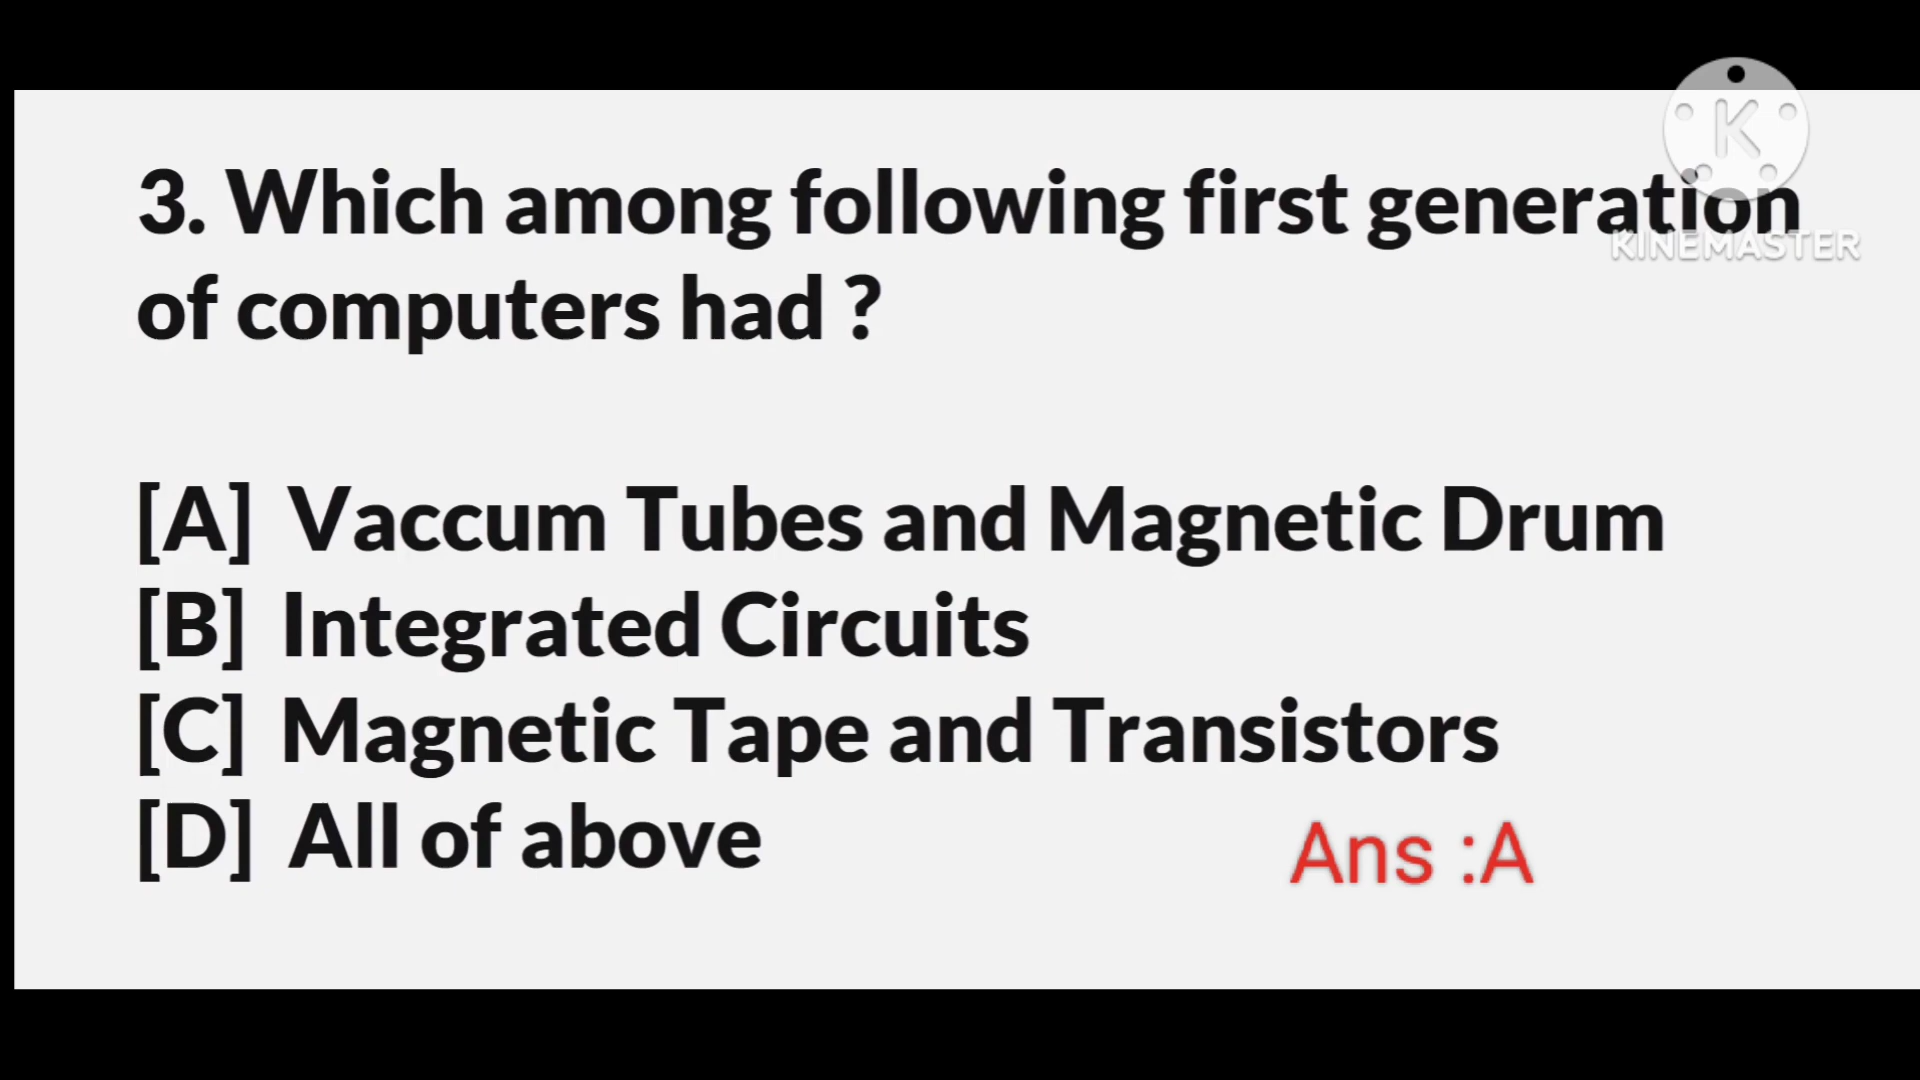 3. Which among following first generation
KINEMASTER
of computers had ?
[A] Vaccum Tubes and Magnetic Drum
[B] Integrated Circuits
[C] Magnetic Tape and Transistors
[D] All of above
Ans :A